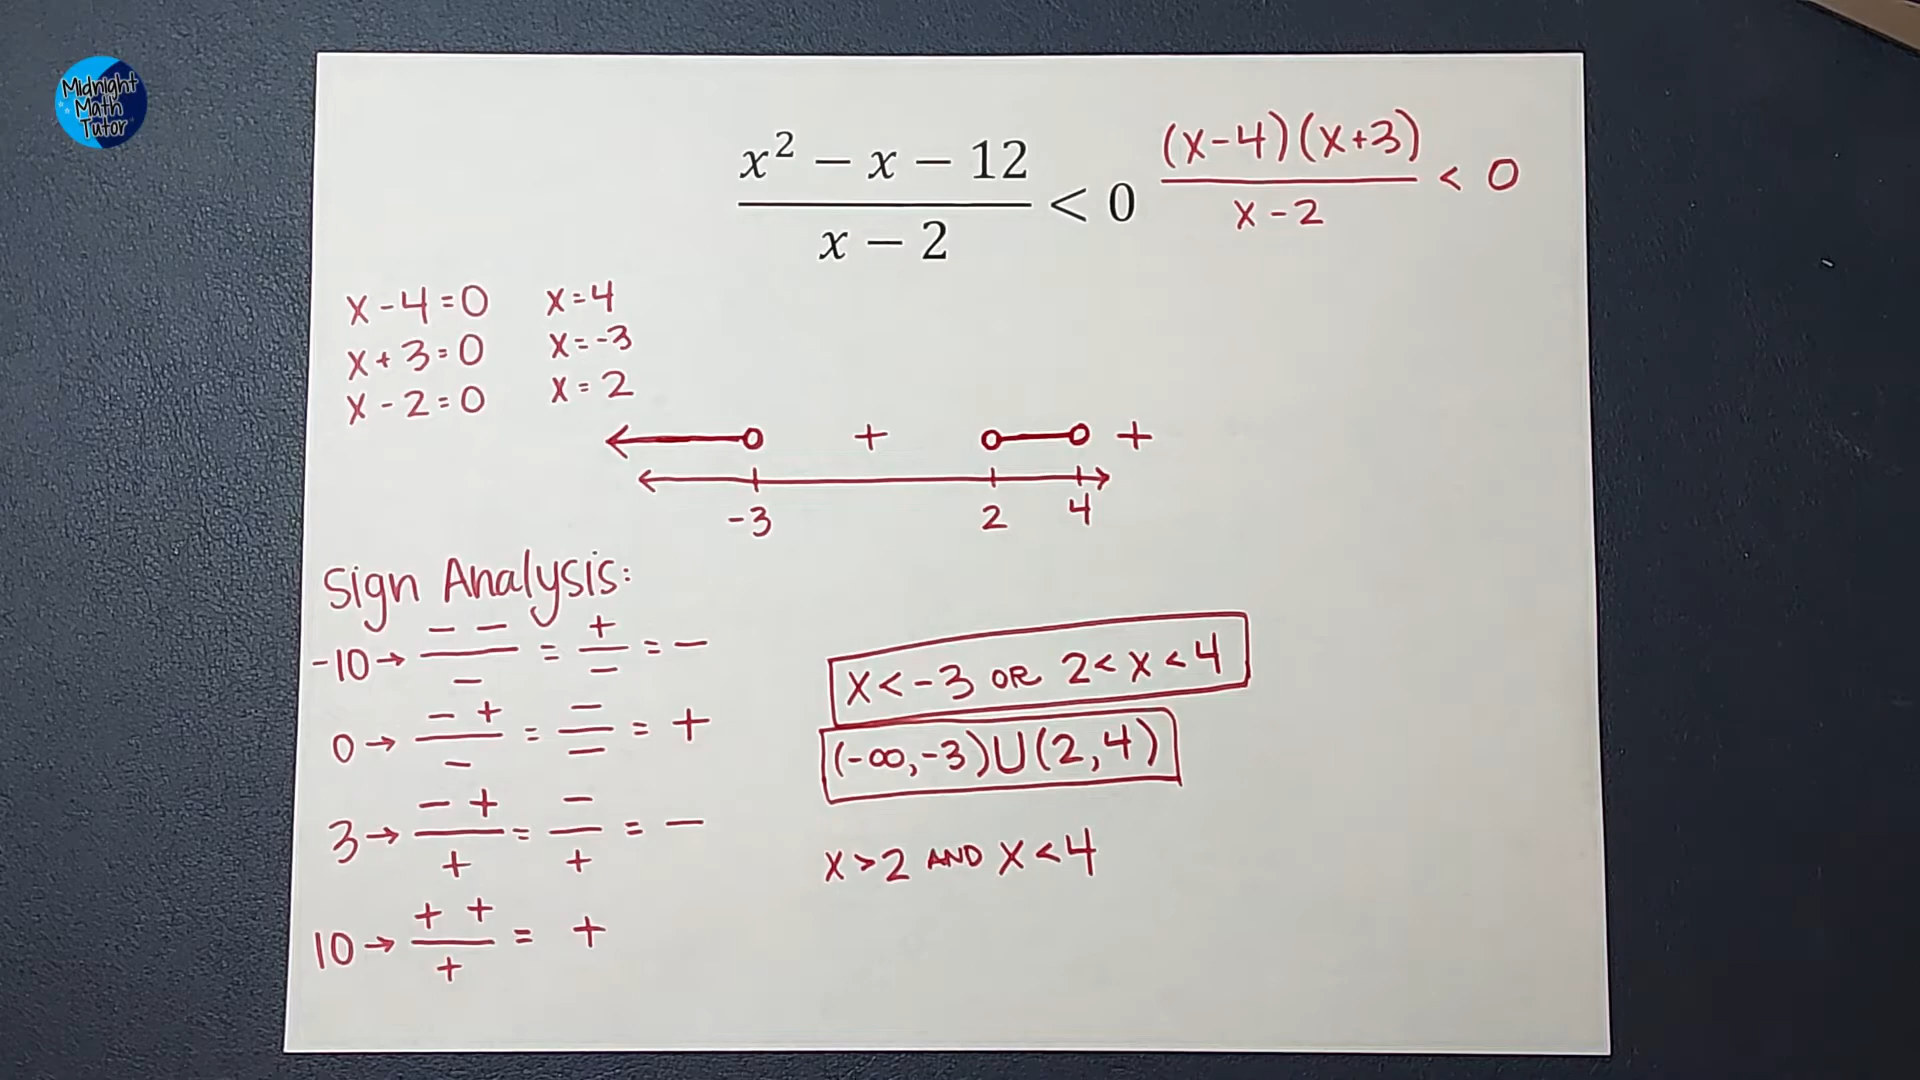 Midnight
Math
Tutor
x² − x − 12
x − 2
< 0
(x-4)(x+3)
x-2
< 0
x-4=0 x=4
x+3=0 x=-3
x-2=0 x=2
+ +
-3 2 4
Sign Analysis:
-10→ − − / − = + / − = −
0→ − + / − = − / − = +
3→ − + / + = − / + = −
10→ + + / + = +
x<-3 OR 2<x<4
(-∞,-3)∪(2,4)
x>2 AND x<4